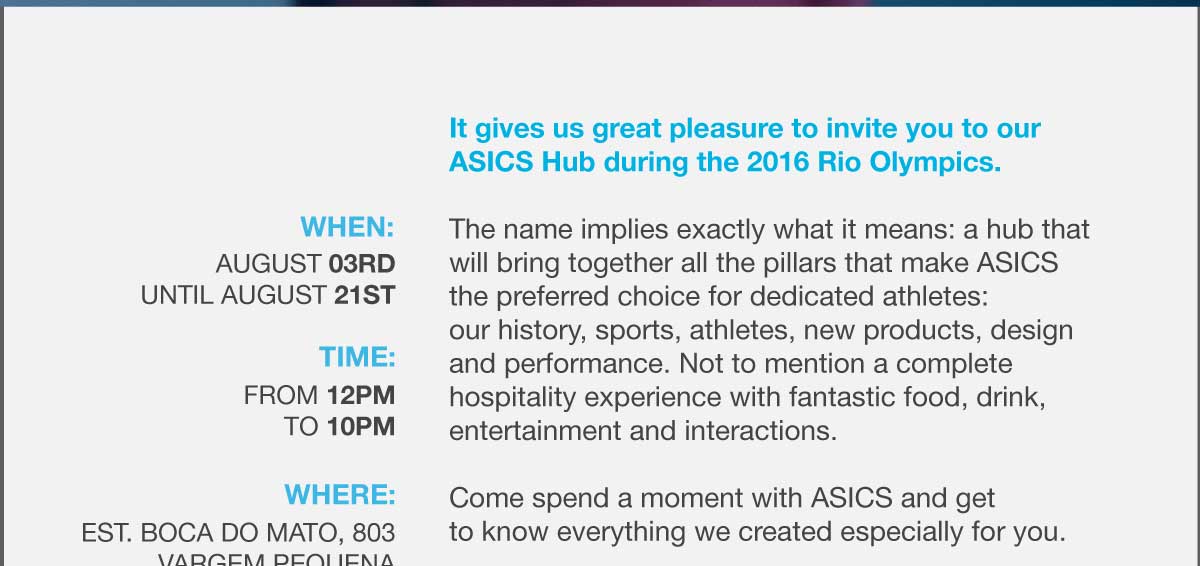 It gives us great pleasure to invite you to our
ASICS Hub during the 2016 Rio Olympics.
WHEN:
AUGUST 03RD
UNTIL AUGUST 21ST
TIME:
FROM 12PM
TO 10PM
WHERE:
EST. BOCA DO MATO, 803
VARGEM PEQUENA
The name implies exactly what it means: a hub that
will bring together all the pillars that make ASICS
the preferred choice for dedicated athletes:
our history, sports, athletes, new products, design
and performance. Not to mention a complete
hospitality experience with fantastic food, drink,
entertainment and interactions.
Come spend a moment with ASICS and get
to know everything we created especially for you.